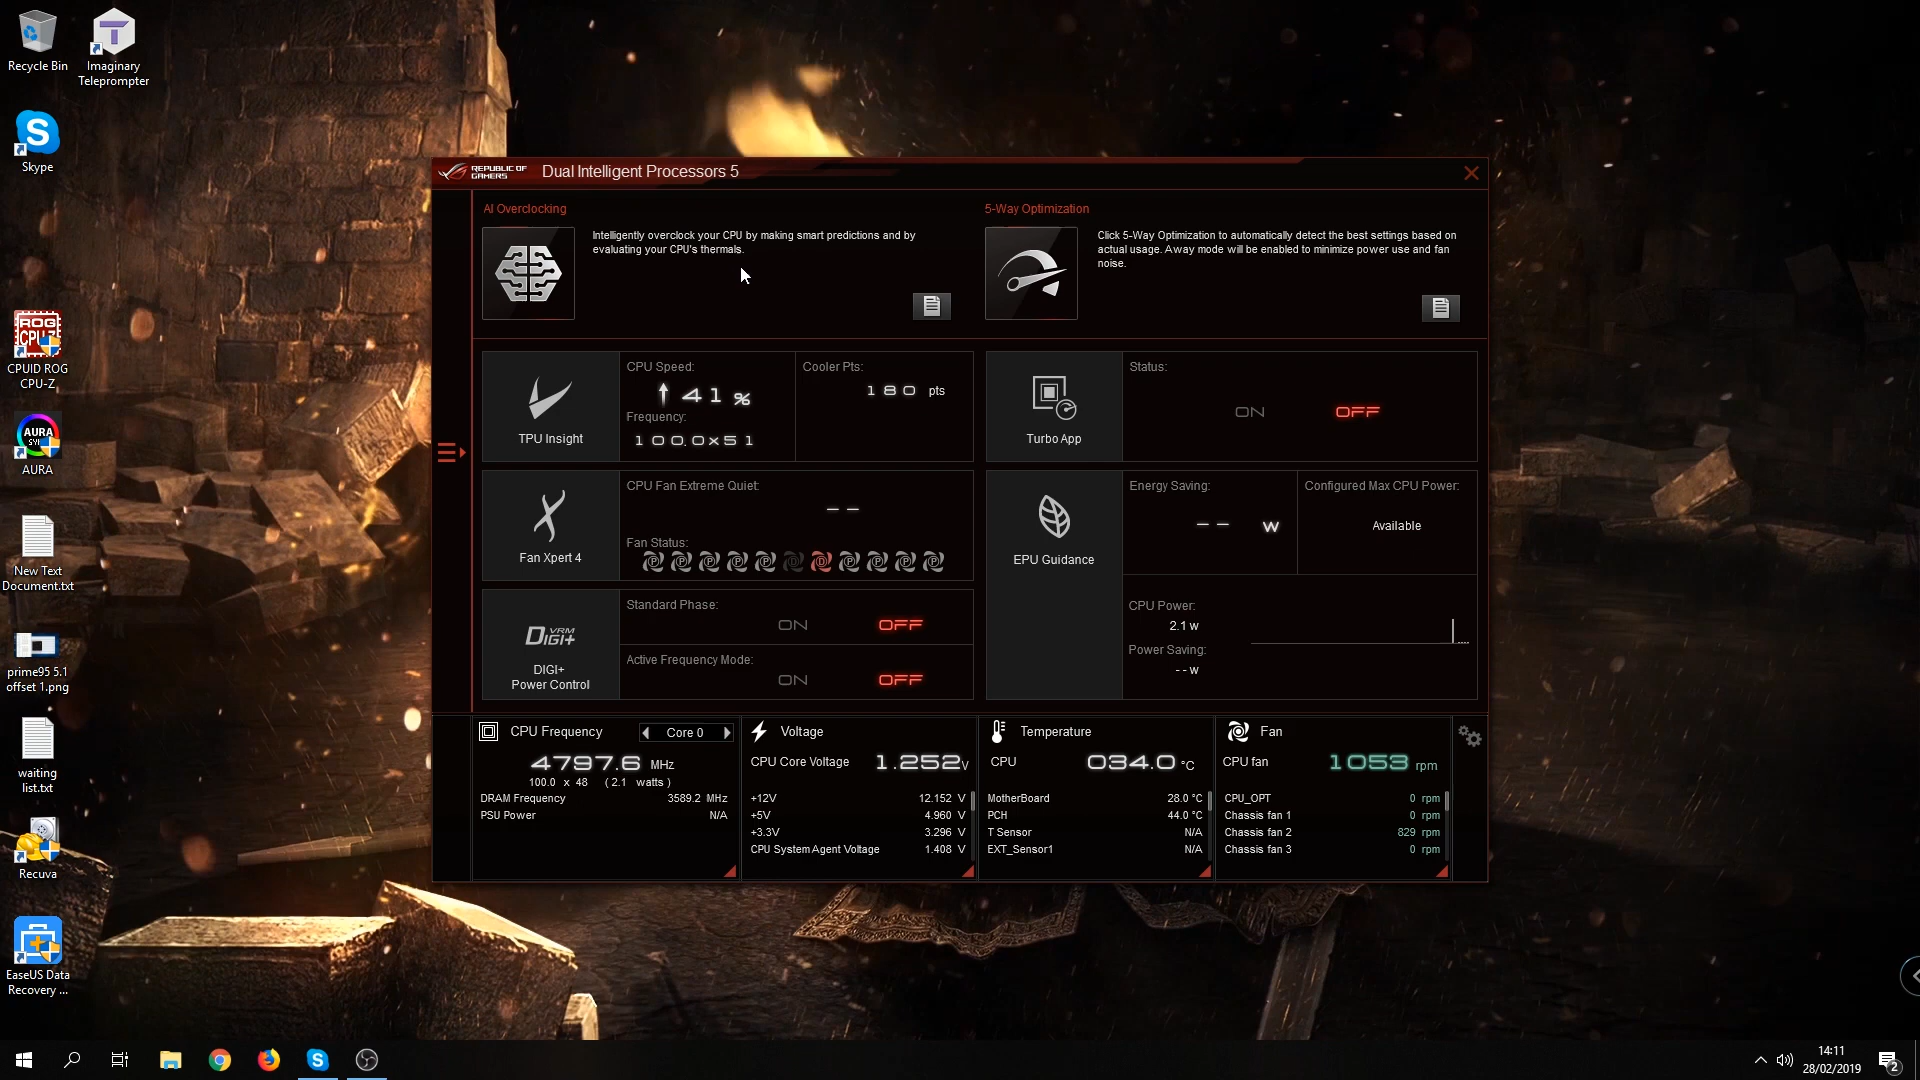 Recycle Bin
Imaginary
Teleprompter
Skype
ROG
CPU-Z
CPUID ROG
CPU-Z
AURA
AURA
New Text
Document.txt
prime95 5.1
offset 1.png
waiting
list.txt
Recuva
EaseUS Data
Recovery ...
REPUBLIC OF
GAMERS
Dual Intelligent Processors 5
AI Overclocking
Intelligently overclock your CPU by making smart predictions and by
evaluating your CPU's thermals.
5-Way Optimization
Click 5-Way Optimization to automatically detect the best settings based on
actual usage. Away mode will be enabled to minimize power use and fan
noise.
TPU Insight
CPU Speed:
41 %
Frequency:
100.0x51
Cooler Pts:
180 pts
Turbo App
Status:
ON OFF
Fan Xpert 4
CPU Fan Extreme Quiet:
--
Fan Status:
EPU Guidance
Energy Saving:
-- W
Configured Max CPU Power:
Available
CPU Power:
2.1 w
Power Saving:
-- w
DIGI+ VRM
DIGI+
Power Control
Standard Phase:
ON OFF
Active Frequency Mode:
ON OFF
CPU Frequency
Core 0
4797.6 MHz
100.0 x 48 ( 2.1 watts )
DRAM Frequency 3589.2 MHz
PSU Power N/A
Voltage
CPU Core Voltage 1.252 V
+12V 12.152 V
+5V 4.960 V
+3.3V 3.296 V
CPU System Agent Voltage 1.408 V
Temperature
CPU 034.0 °C
MotherBoard 28.0 °C
PCH 44.0 °C
T Sensor N/A
EXT_Sensor1 N/A
Fan
CPU fan 1053 rpm
CPU_OPT 0 rpm
Chassis fan 1 0 rpm
Chassis fan 2 829 rpm
Chassis fan 3 0 rpm
14:11
28/02/2019
2